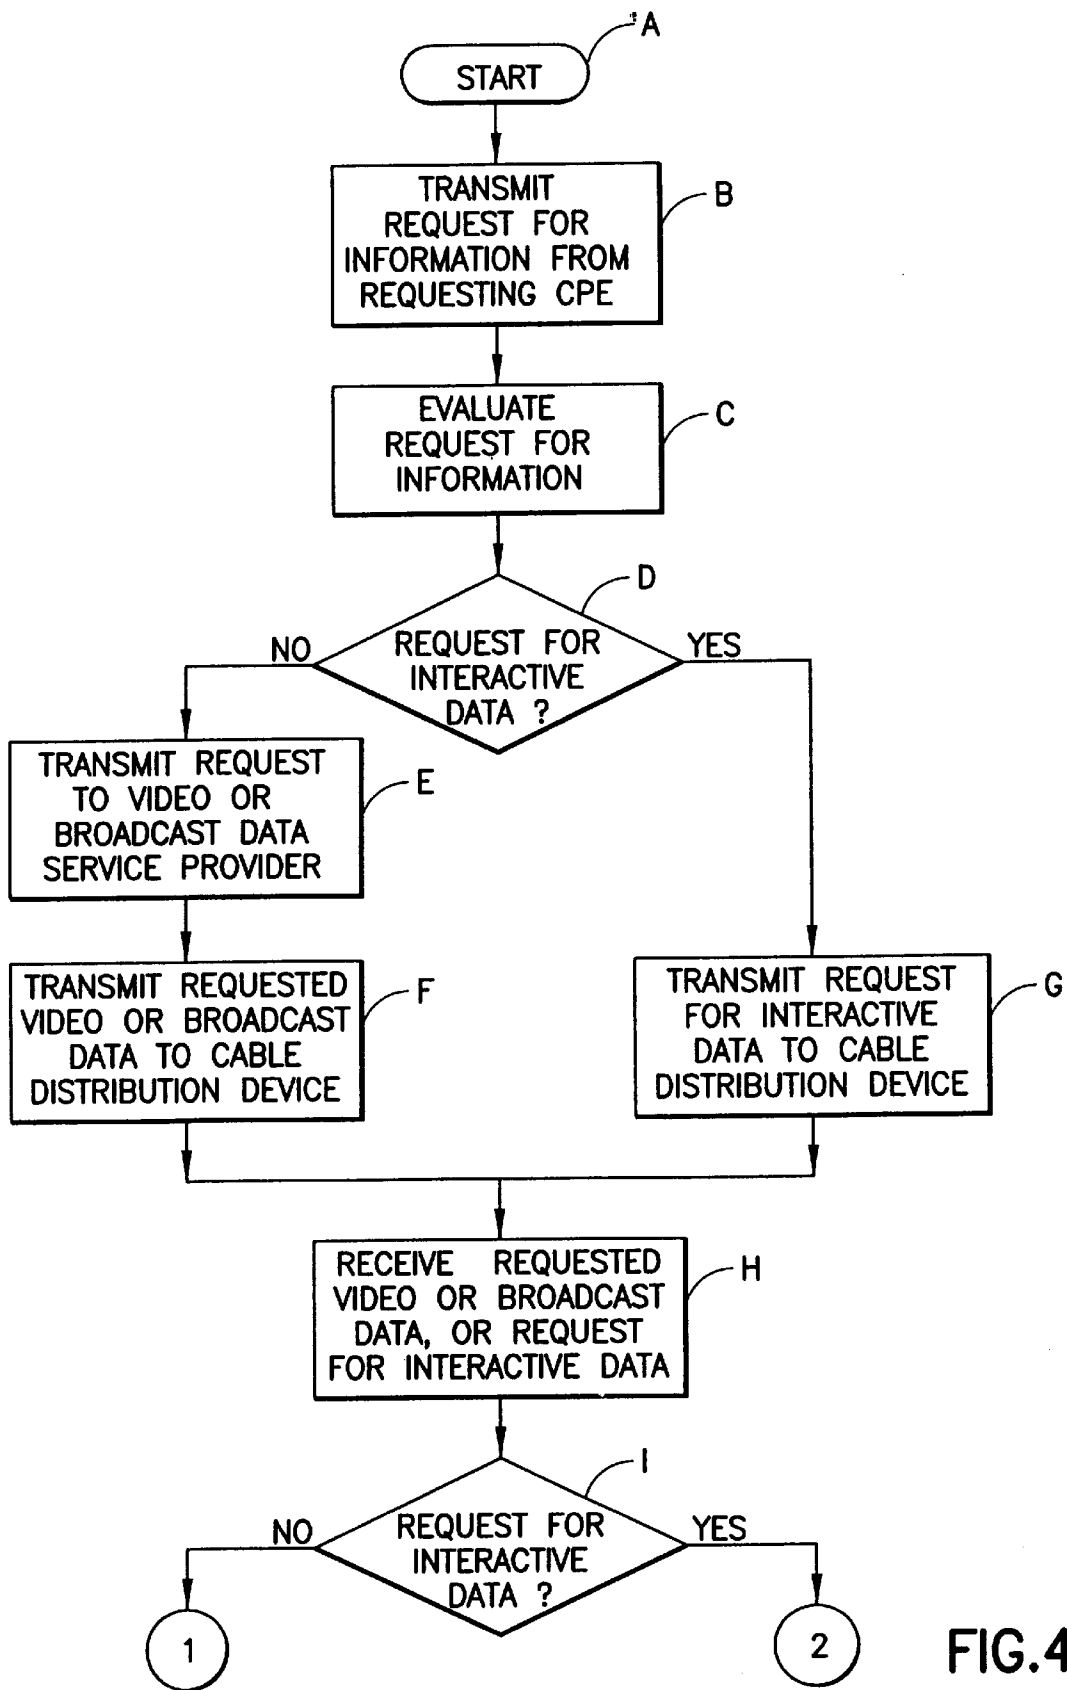 A
START
TRANSMIT
REQUEST FOR
INFORMATION FROM
REQUESTING CPE
B
EVALUATE
REQUEST FOR
INFORMATION
C
D
REQUEST FOR
INTERACTIVE
DATA ?
NO
YES
TRANSMIT REQUEST
TO VIDEO OR
BROADCAST DATA
SERVICE PROVIDER
E
TRANSMIT REQUESTED
VIDEO OR BROADCAST
DATA TO CABLE
DISTRIBUTION DEVICE
F
TRANSMIT REQUEST
FOR INTERACTIVE
DATA TO CABLE
DISTRIBUTION DEVICE
G
RECEIVE REQUESTED
VIDEO OR BROADCAST
DATA, OR REQUEST
FOR INTERACTIVE DATA
H
I
REQUEST FOR
INTERACTIVE
DATA ?
NO
YES
1
2
FIG.4